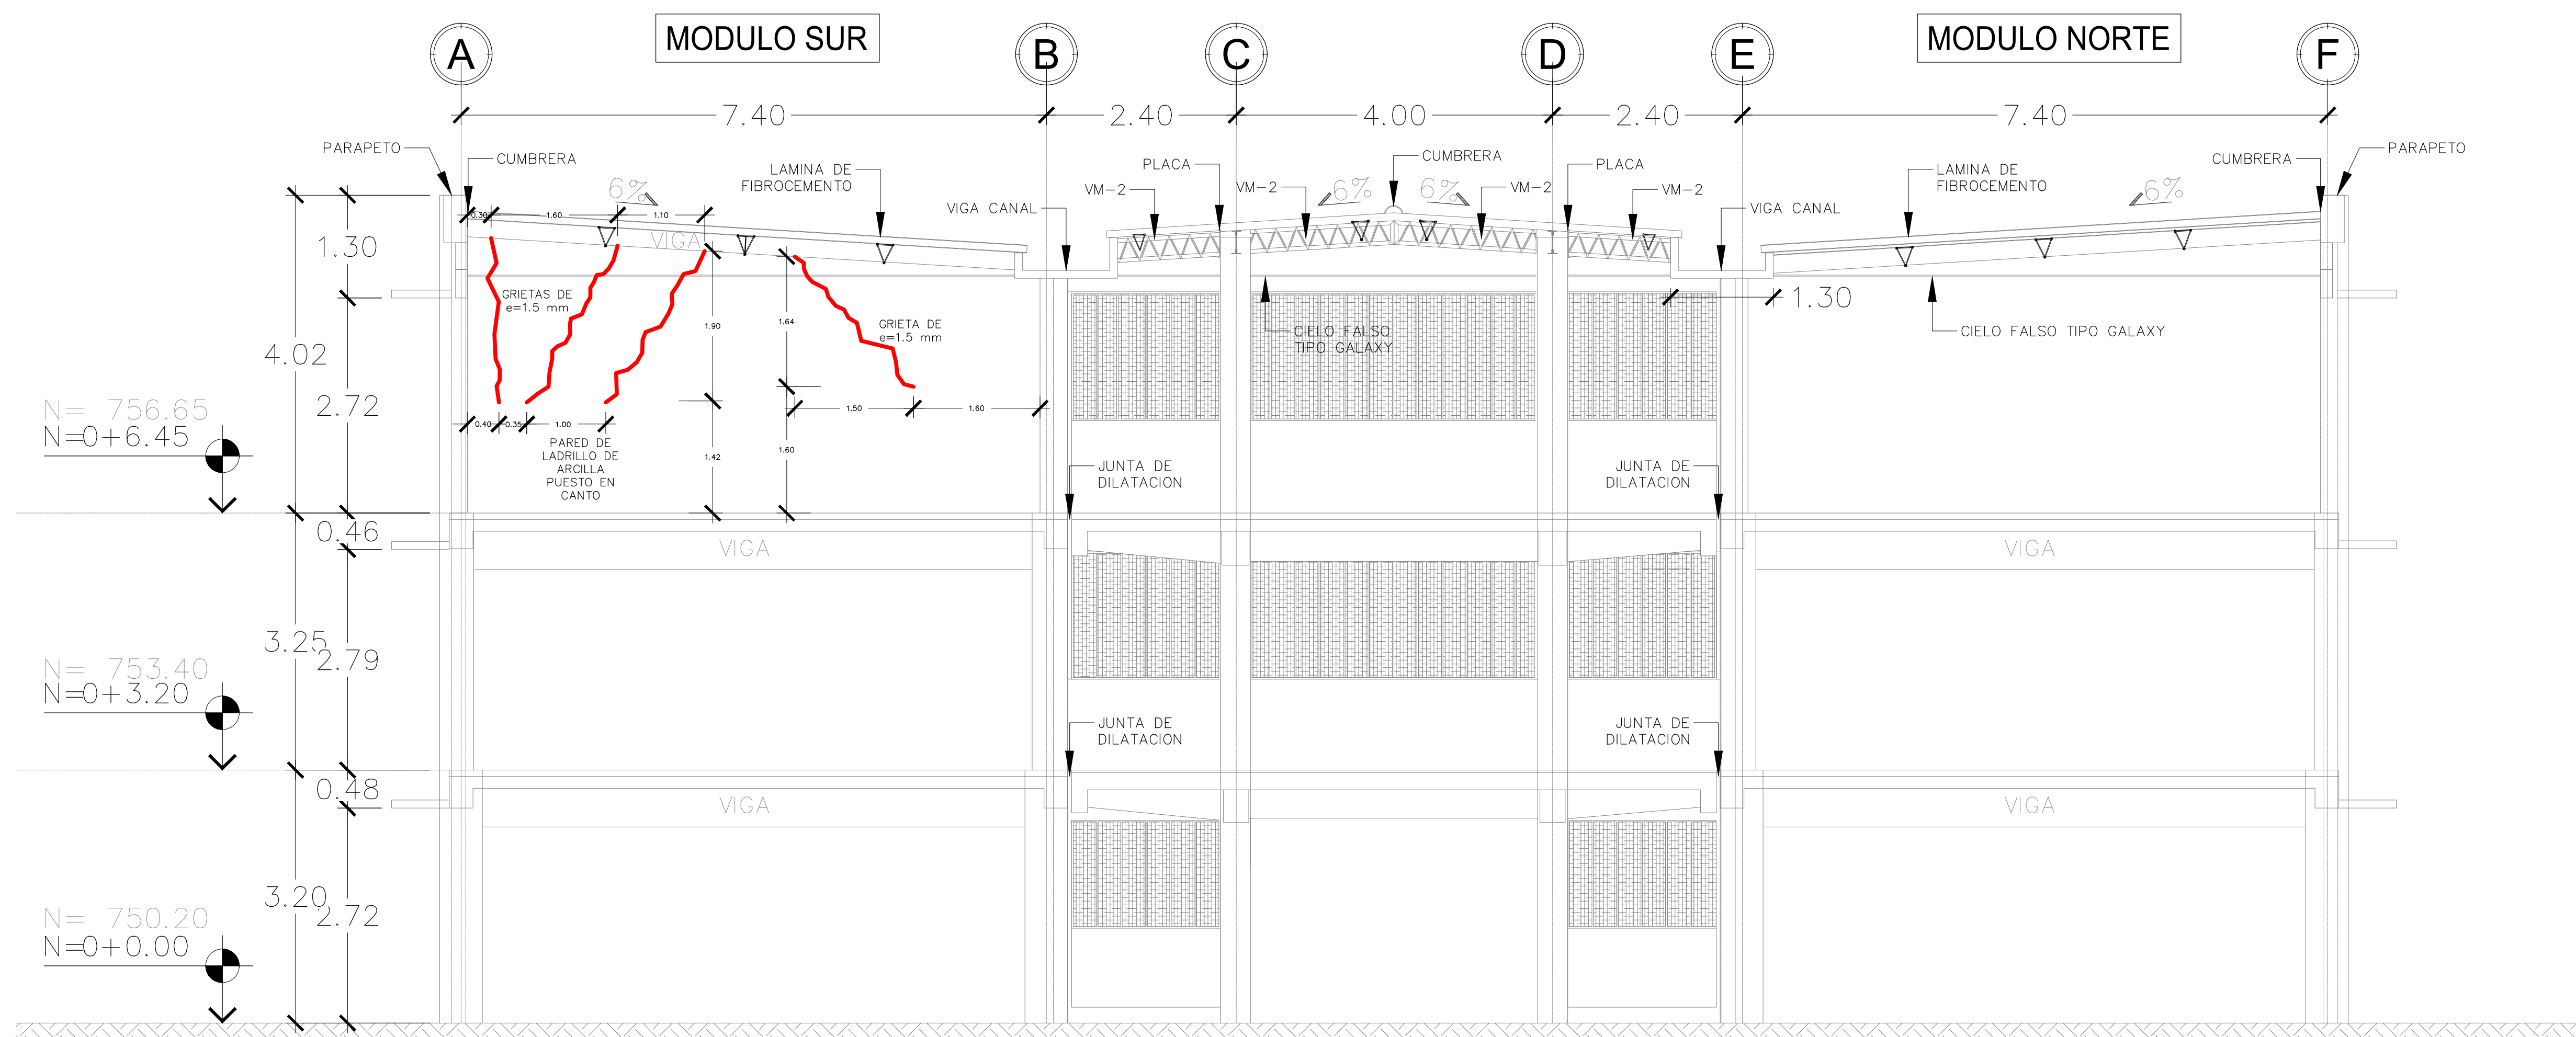 MODULO SUR
MODULO NORTE
A
B
C
D
E
F
7.40
2.40
4.00
2.40
7.40
PARAPETO
CUMBRERA
LAMINA DE
FIBROCEMENTO
6%
VIGA CANAL
PLACA
VM-2
VM-2
CUMBRERA
6%
6%
VM-2
PLACA
VM-2
VIGA CANAL
LAMINA DE
FIBROCEMENTO
6%
CUMBRERA
PARAPETO
0.30
1.60
1.10
VIGA
1.30
4.02
2.72
GRIETAS DE
e=1.5 mm
1.90
1.64
GRIETA DE
e=1.5 mm
CIELO FALSO
TIPO GALAXY
1.30
CIELO FALSO TIPO GALAXY
N= 756.65
N=0+6.45
0.40
0.35
1.00
1.50
1.60
PARED DE
LADRILLO DE
ARCILLA
PUESTO EN
CANTO
1.42
1.60
JUNTA DE
DILATACION
JUNTA DE
DILATACION
0.46
VIGA
VIGA
3.25
2.79
N= 753.40
N=0+3.20
JUNTA DE
DILATACION
JUNTA DE
DILATACION
0.48
VIGA
VIGA
3.20
2.72
N= 750.20
N=0+0.00